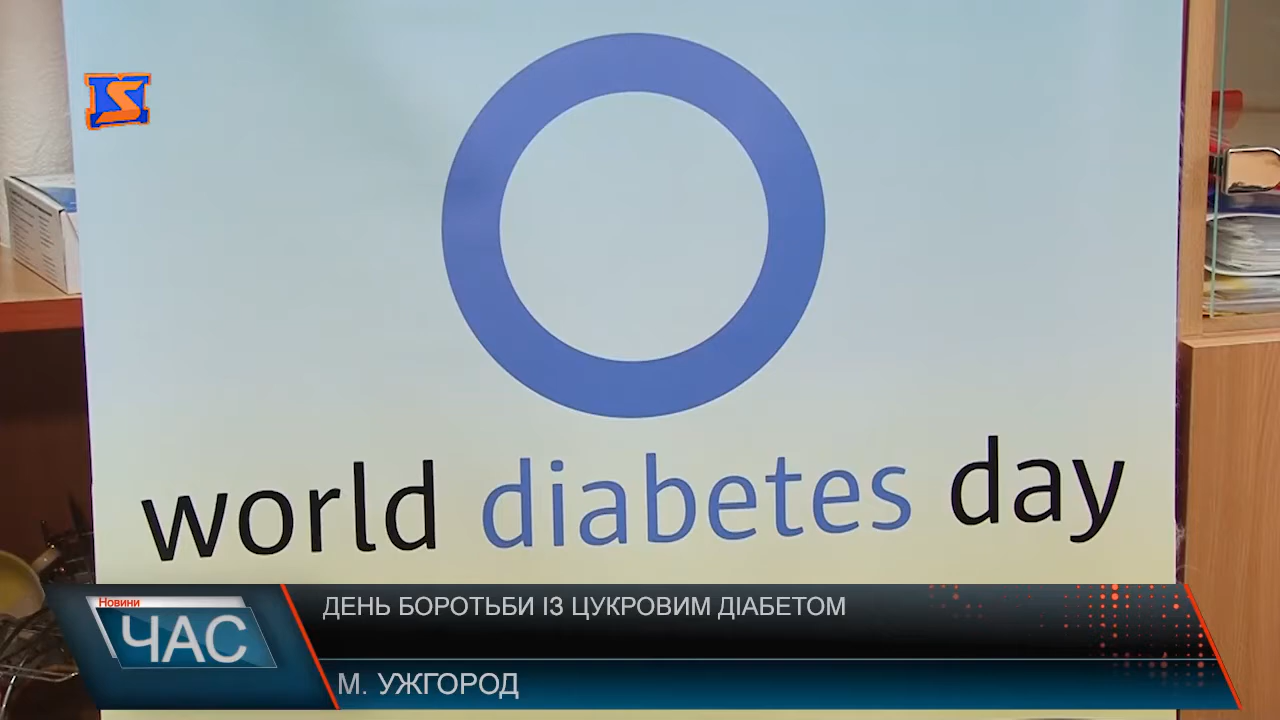 world diabetes day
Новини
ЧАС
ДЕНЬ БОРОТЬБИ ІЗ ЦУКРОВИМ ДІАБЕТОМ
М. УЖГОРОД